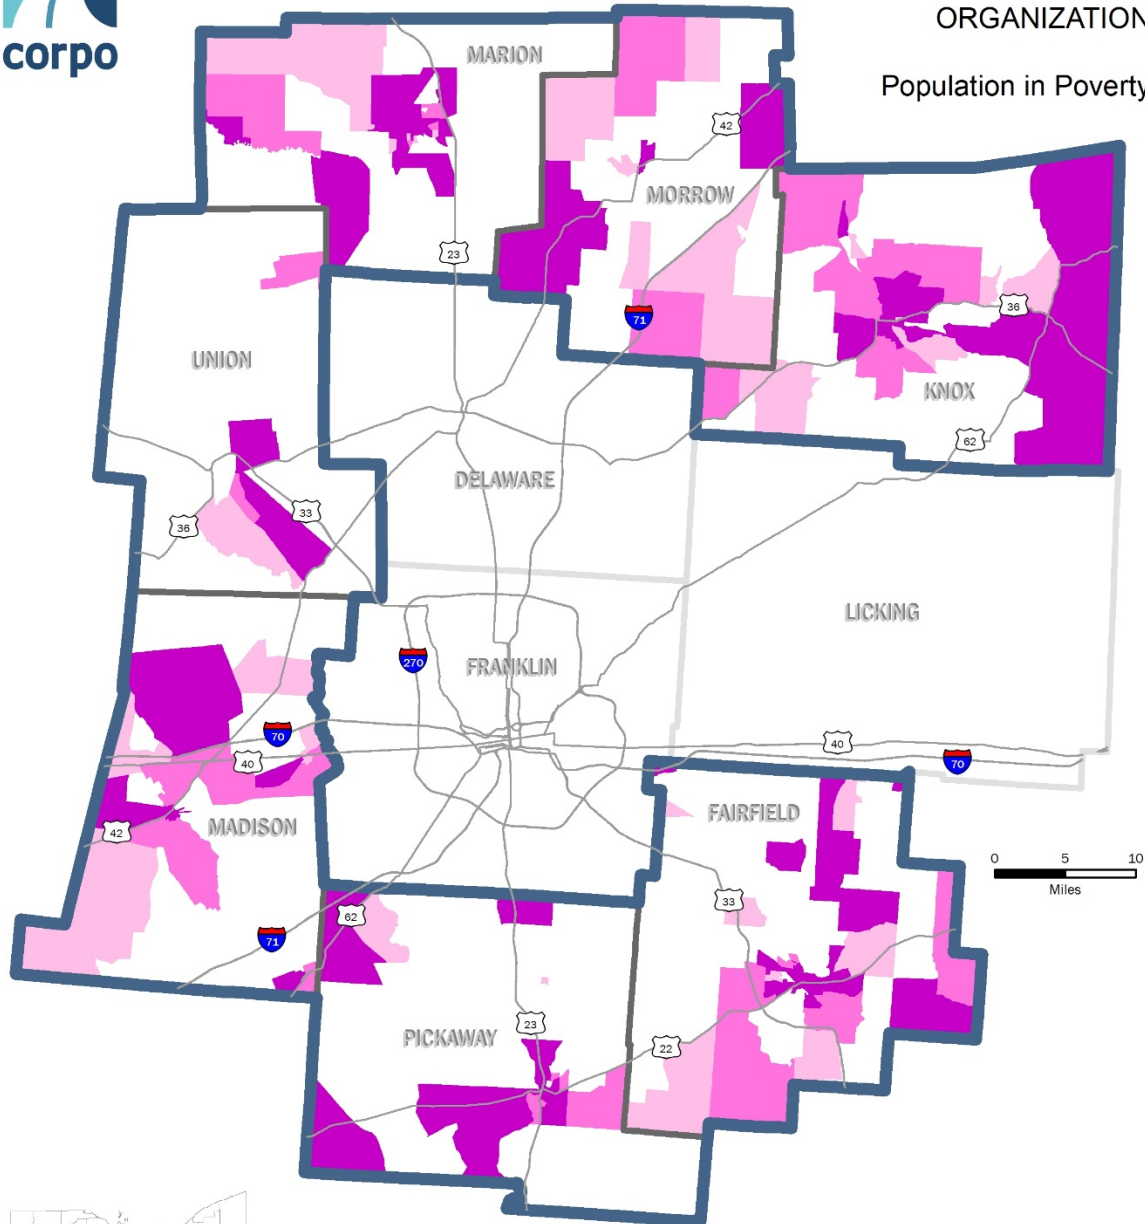 corpo
ORGANIZATION
Population in Poverty
MARION
42
MORROW
23
71
36
UNION
KNOX
62
DELAWARE
33
36
LICKING
270
FRANKLIN
70
40
40
70
MADISON
42
FAIRFIELD
0 5 10
Miles
33
62
71
23
PICKAWAY
22